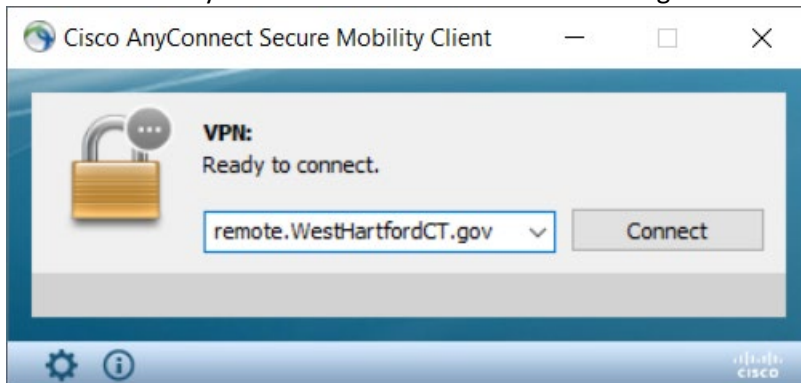 Cisco AnyConnect Secure Mobility Client
VPN:
Ready to connect.
remote.WestHartfordCT.gov
Connect
cisco